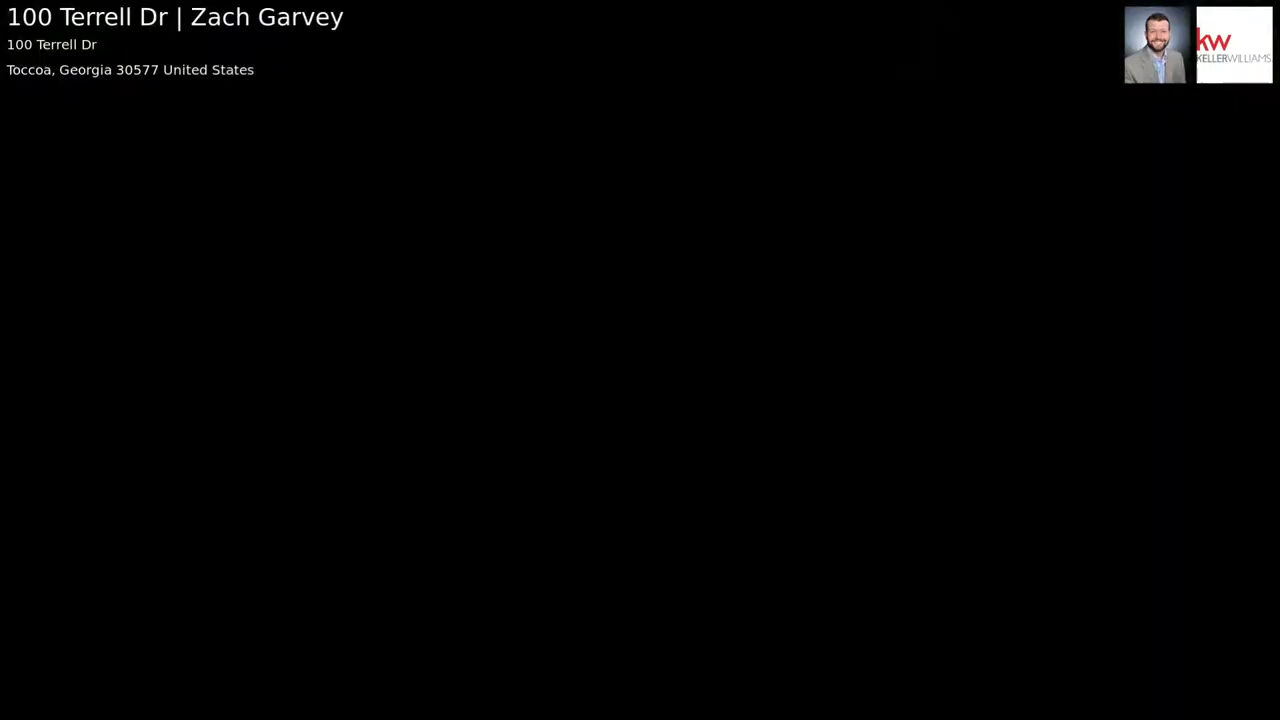 100 Terrell Dr | Zach Garvey
100 Terrell Dr
Toccoa, Georgia 30577 United States
kw
KELLERWILLIAMS.